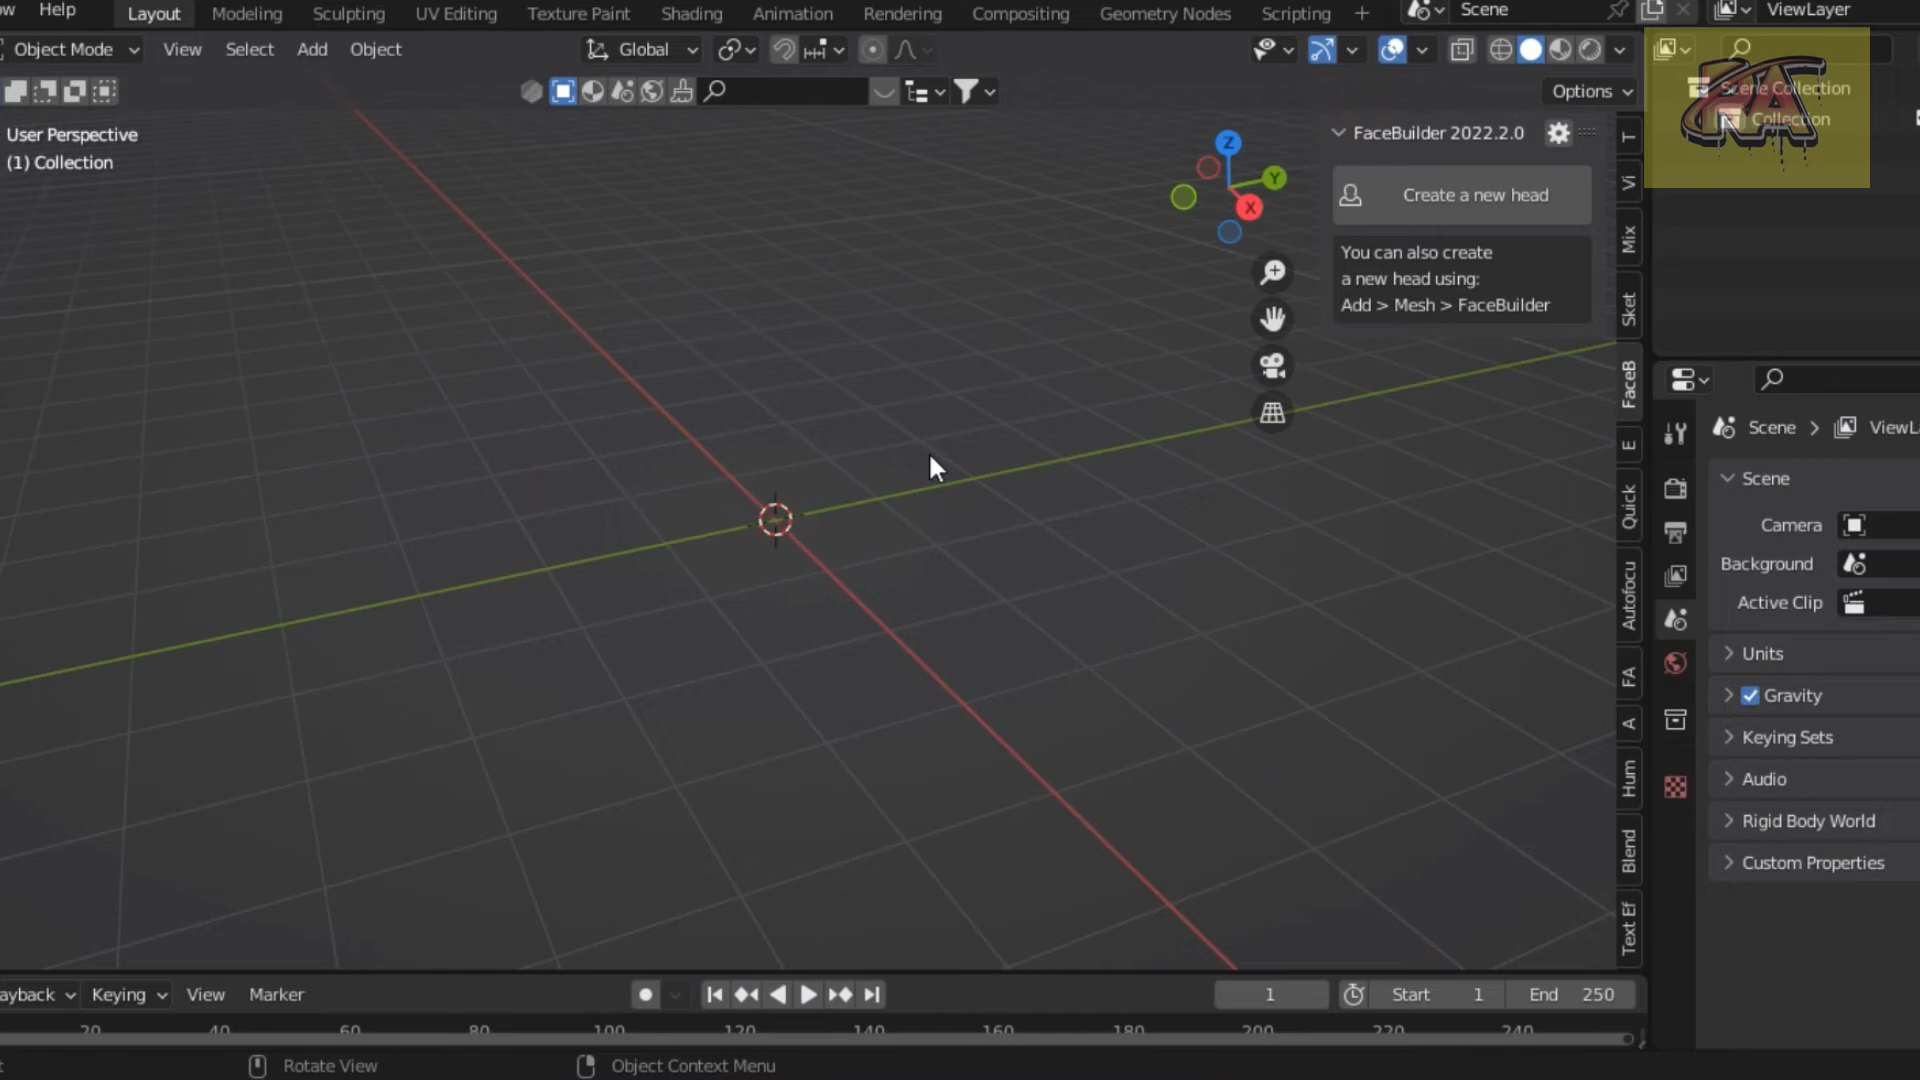 Help
Layout Modeling Sculpting UV Editing Texture Paint Shading Animation Rendering Compositing Geometry Nodes Scripting + Scene ViewLayer
Object Mode View Select Add Object Global
Options
User Perspective
(1) Collection
Z
Y
X
FaceBuilder 2022.2.0
Create a new head
You can also create
a new head using:
Add > Mesh > FaceBuilder
T
Vi
Mix
Sket
FaceB
E
Quick
Autofocu
FA
A
Hum
Blend
Text Ef
Scene Collection
Collection
Scene > ViewL
Scene
Camera
Background
Active Clip
Units
Gravity
Keying Sets
Audio
Rigid Body World
Custom Properties
ayback Keying View Marker 1 Start 1 End 250
20 40 60 80 100 120 140 160 180 200 220 240
Rotate View Object Context Menu